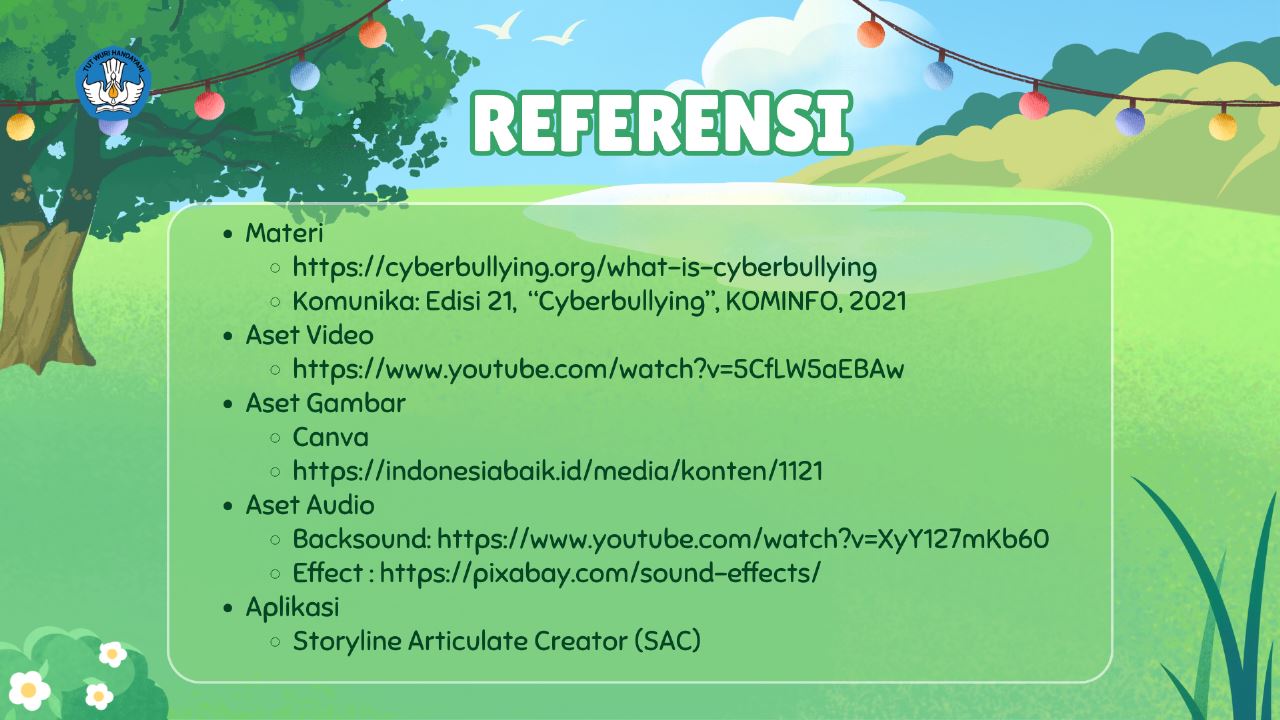 TUT WURI HANDAYANI
REFERENSI
Materi
https://cyberbullying.org/what-is-cyberbullying
Komunika: Edisi 21, “Cyberbullying”, KOMINFO, 2021
Aset Video
https://www.youtube.com/watch?v=5CfLW5aEBAw
Aset Gambar
Canva
https://indonesiabaik.id/media/konten/1121
Aset Audio
Backsound: https://www.youtube.com/watch?v=XyY127mKb60
Effect : https://pixabay.com/sound-effects/
Aplikasi
Storyline Articulate Creator (SAC)